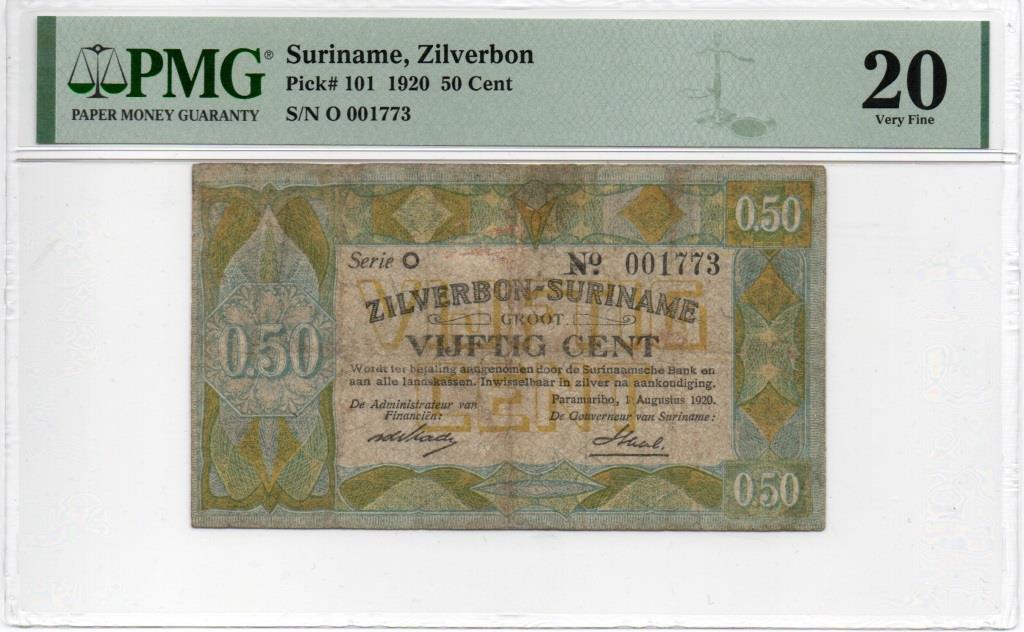 PMG®
PAPER MONEY GUARANTY
Suriname, Zilverbon
Pick# 101 1920 50 Cent
S/N O 001773
20
Very Fine
0.50
Serie O
Nº 001773
ZILVERBON-SURINAME
GROOT
VIJFTIG CENT
VIJFTIG
CENT
0.50
Wordt ter betaling aangenomen door de Surinaamsche Bank en
aan alle landskassen. Inwisselbaar in zilver na aankondiging.
Paramaribo, 1 Augustus 1920.
De Administrateur van
Financiën:
De Gouverneur van Suriname:
0.50